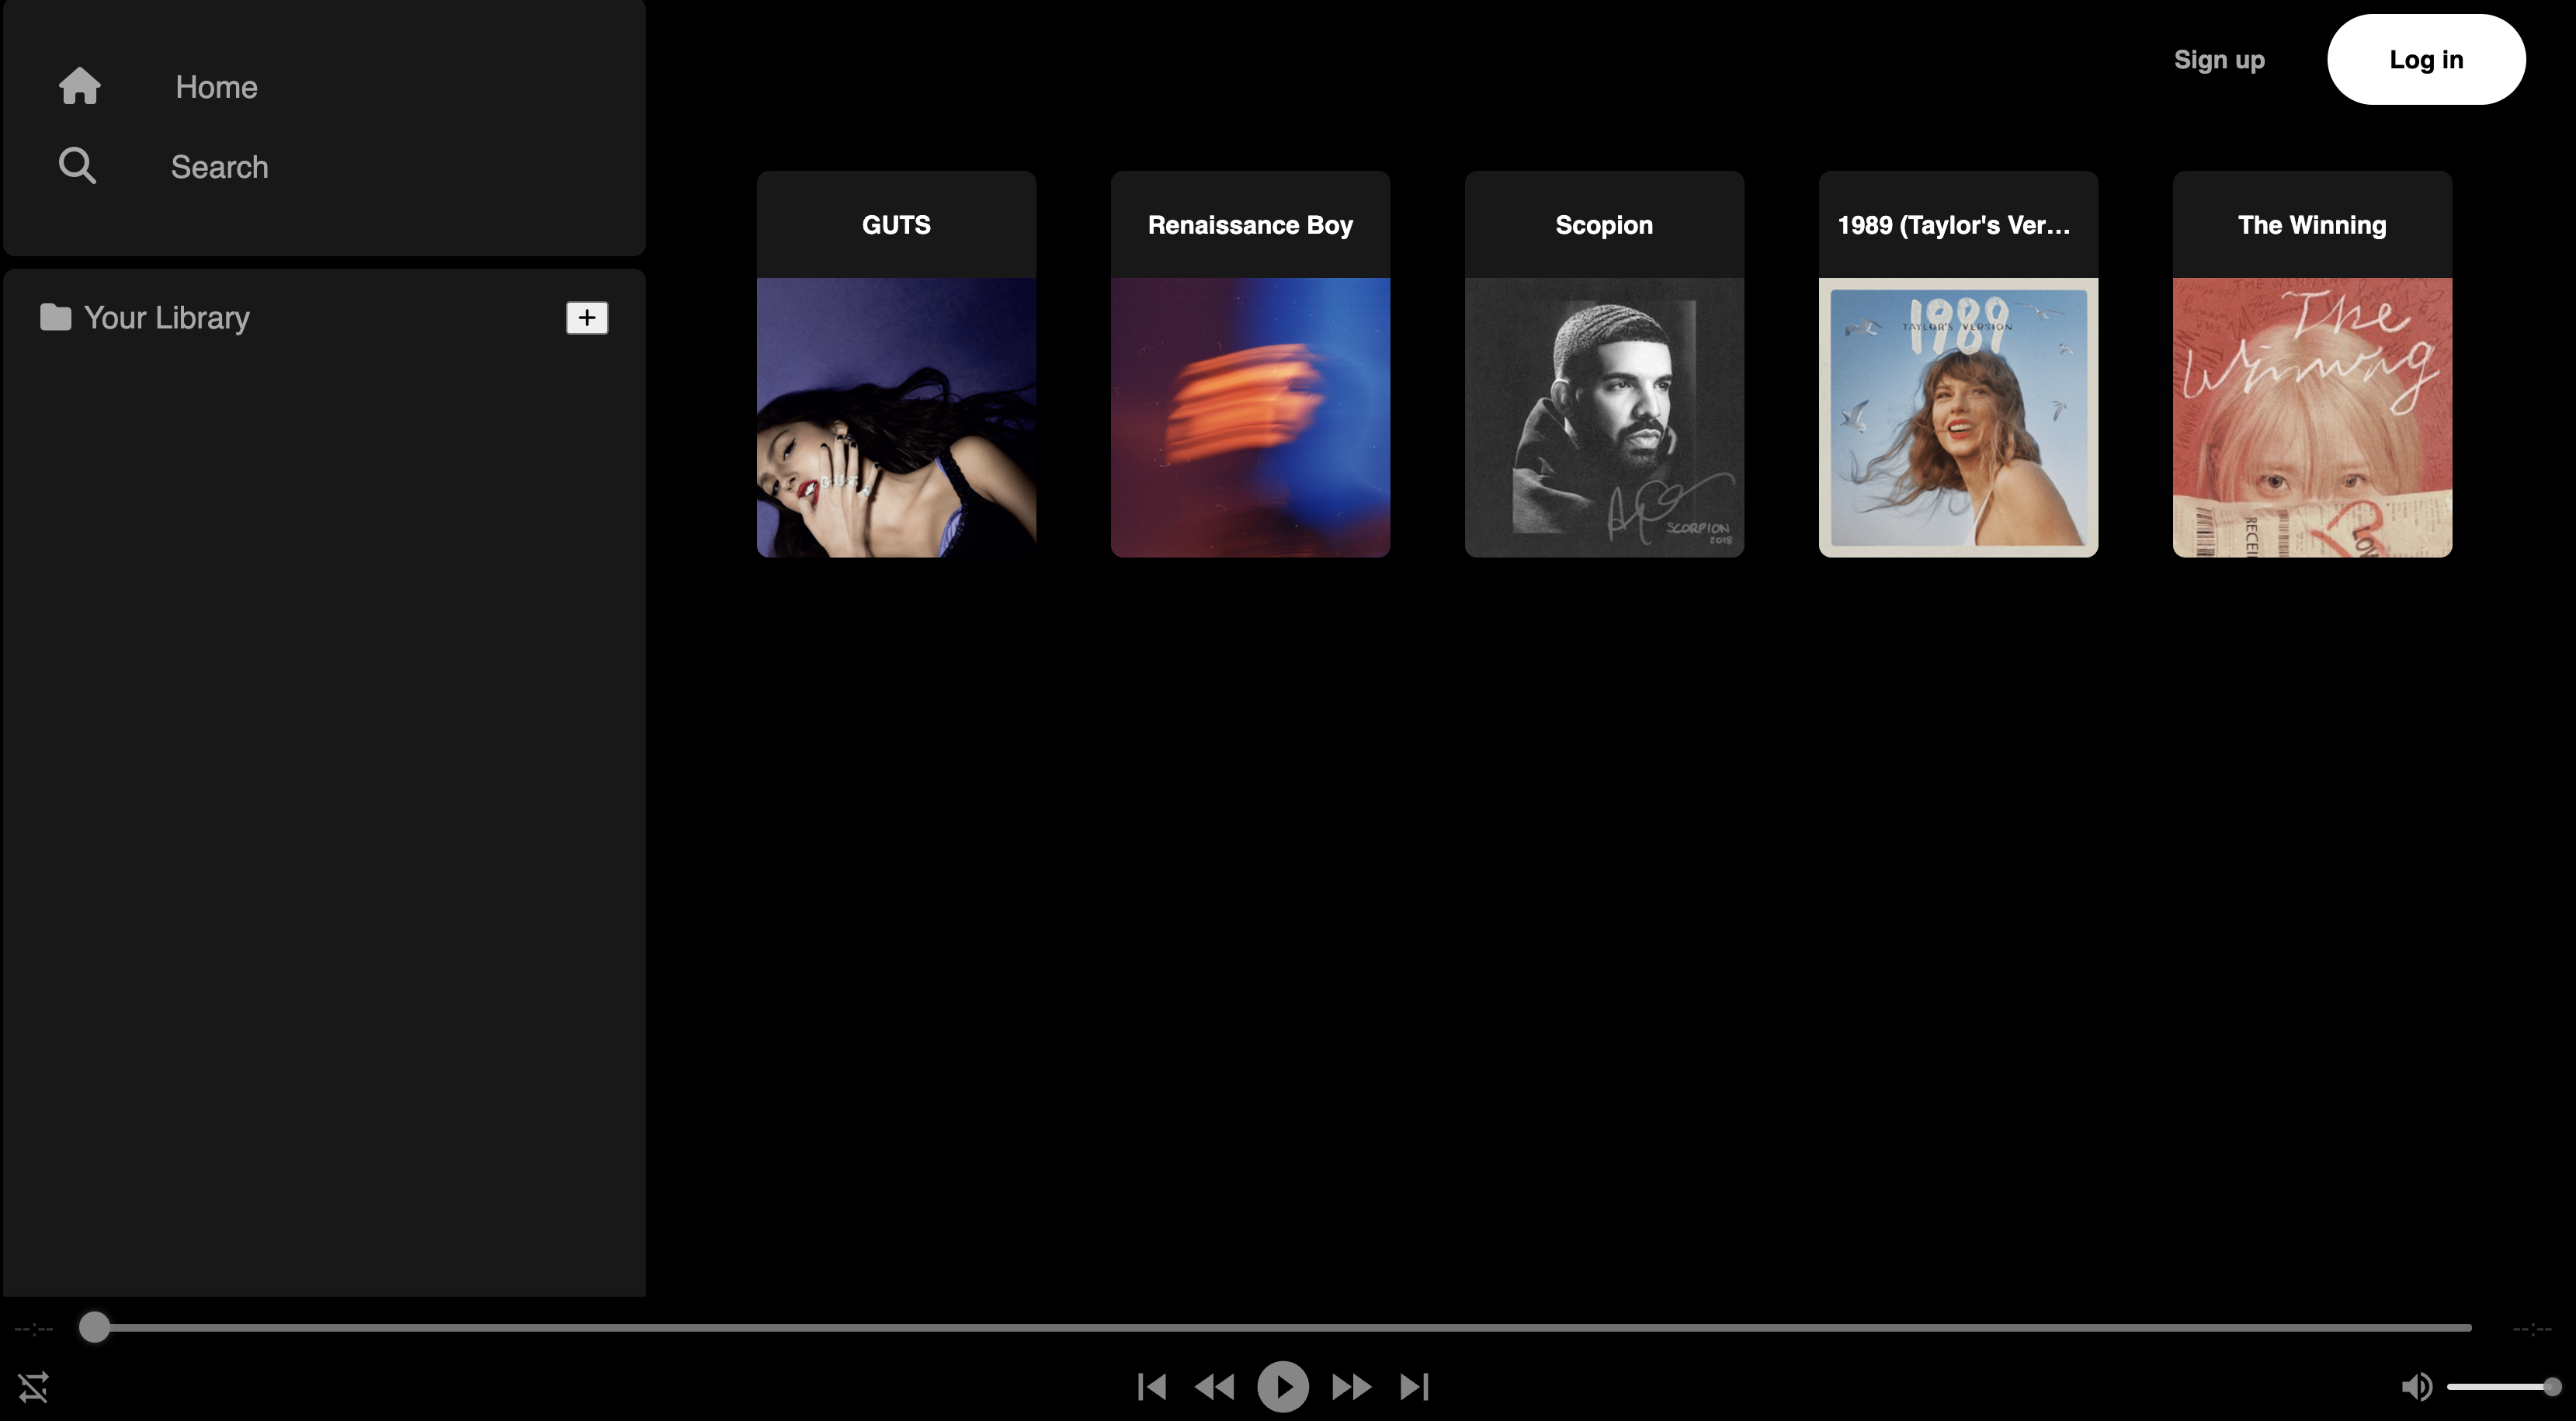 Home
Search
Your Library
Sign up
Log in
GUTS
Renaissance Boy
Scopion
1989 (Taylor's Ver...
The Winning
SCORPION
2018
1989
TAYLOR'S VERSION
The
Winning
--:--
--:--